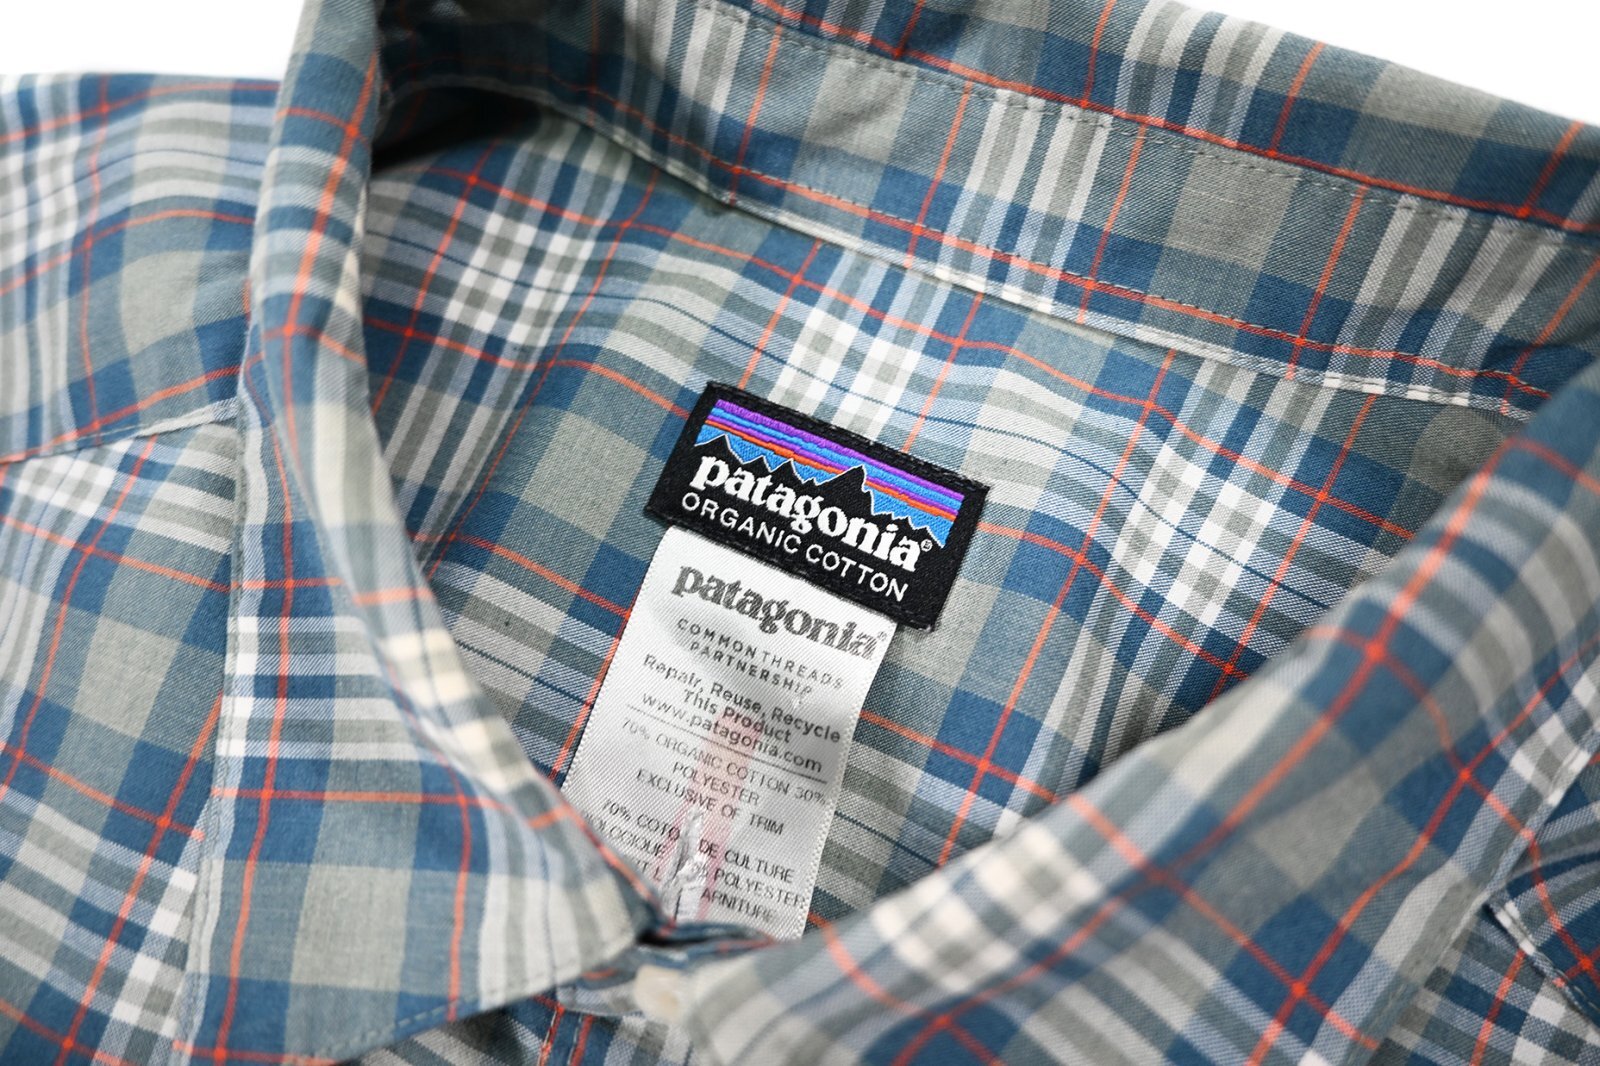 patagonia®
ORGANIC COTTON
patagonia®
COMMON THREADS
PARTNERSHIP
Repair, Reuse, Recycle
This Product
www.patagonia.com
70% ORGANIC COTTON 30%
POLYESTER
EXCLUSIVE OF TRIM
70% COTO DE CULTURE
POLYESTER